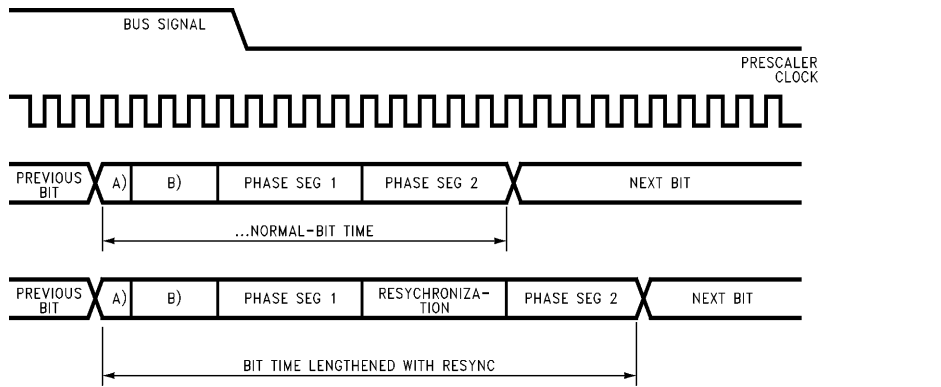 BUS SIGNAL
PRESCALER
CLOCK
PREVIOUS
BIT
A)
B)
PHASE SEG 1
PHASE SEG 2
NEXT BIT
...NORMAL-BIT TIME
PREVIOUS
BIT
A)
B)
PHASE SEG 1
RESYCHRONIZA-
TION
PHASE SEG 2
NEXT BIT
BIT TIME LENGTHENED WITH RESYNC